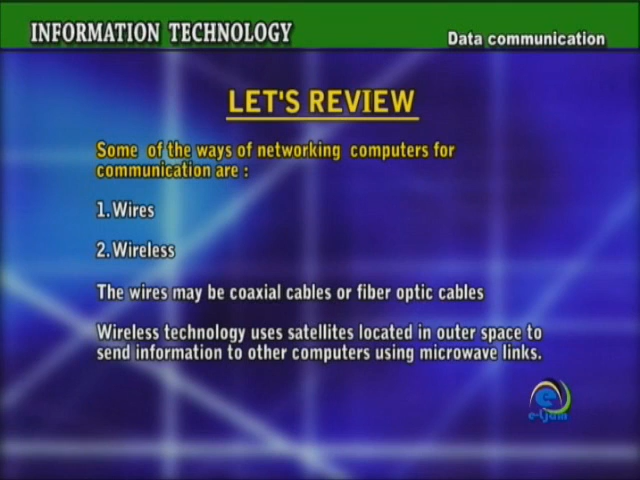 INFORMATION TECHNOLOGY
Data communication
LET'S REVIEW
Some of the ways of networking computers for
communication are :
1.Wires
2.Wireless
The wires may be coaxial cables or fiber optic cables
Wireless technology uses satellites located in outer space to
send information to other computers using microwave links.
e
e-Jam